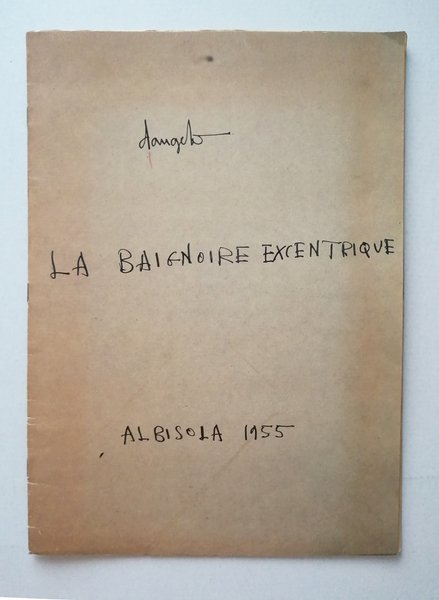 dangelo
LA BAIGNOIRE EXCENTRIQUE
ALBISOLA 1955